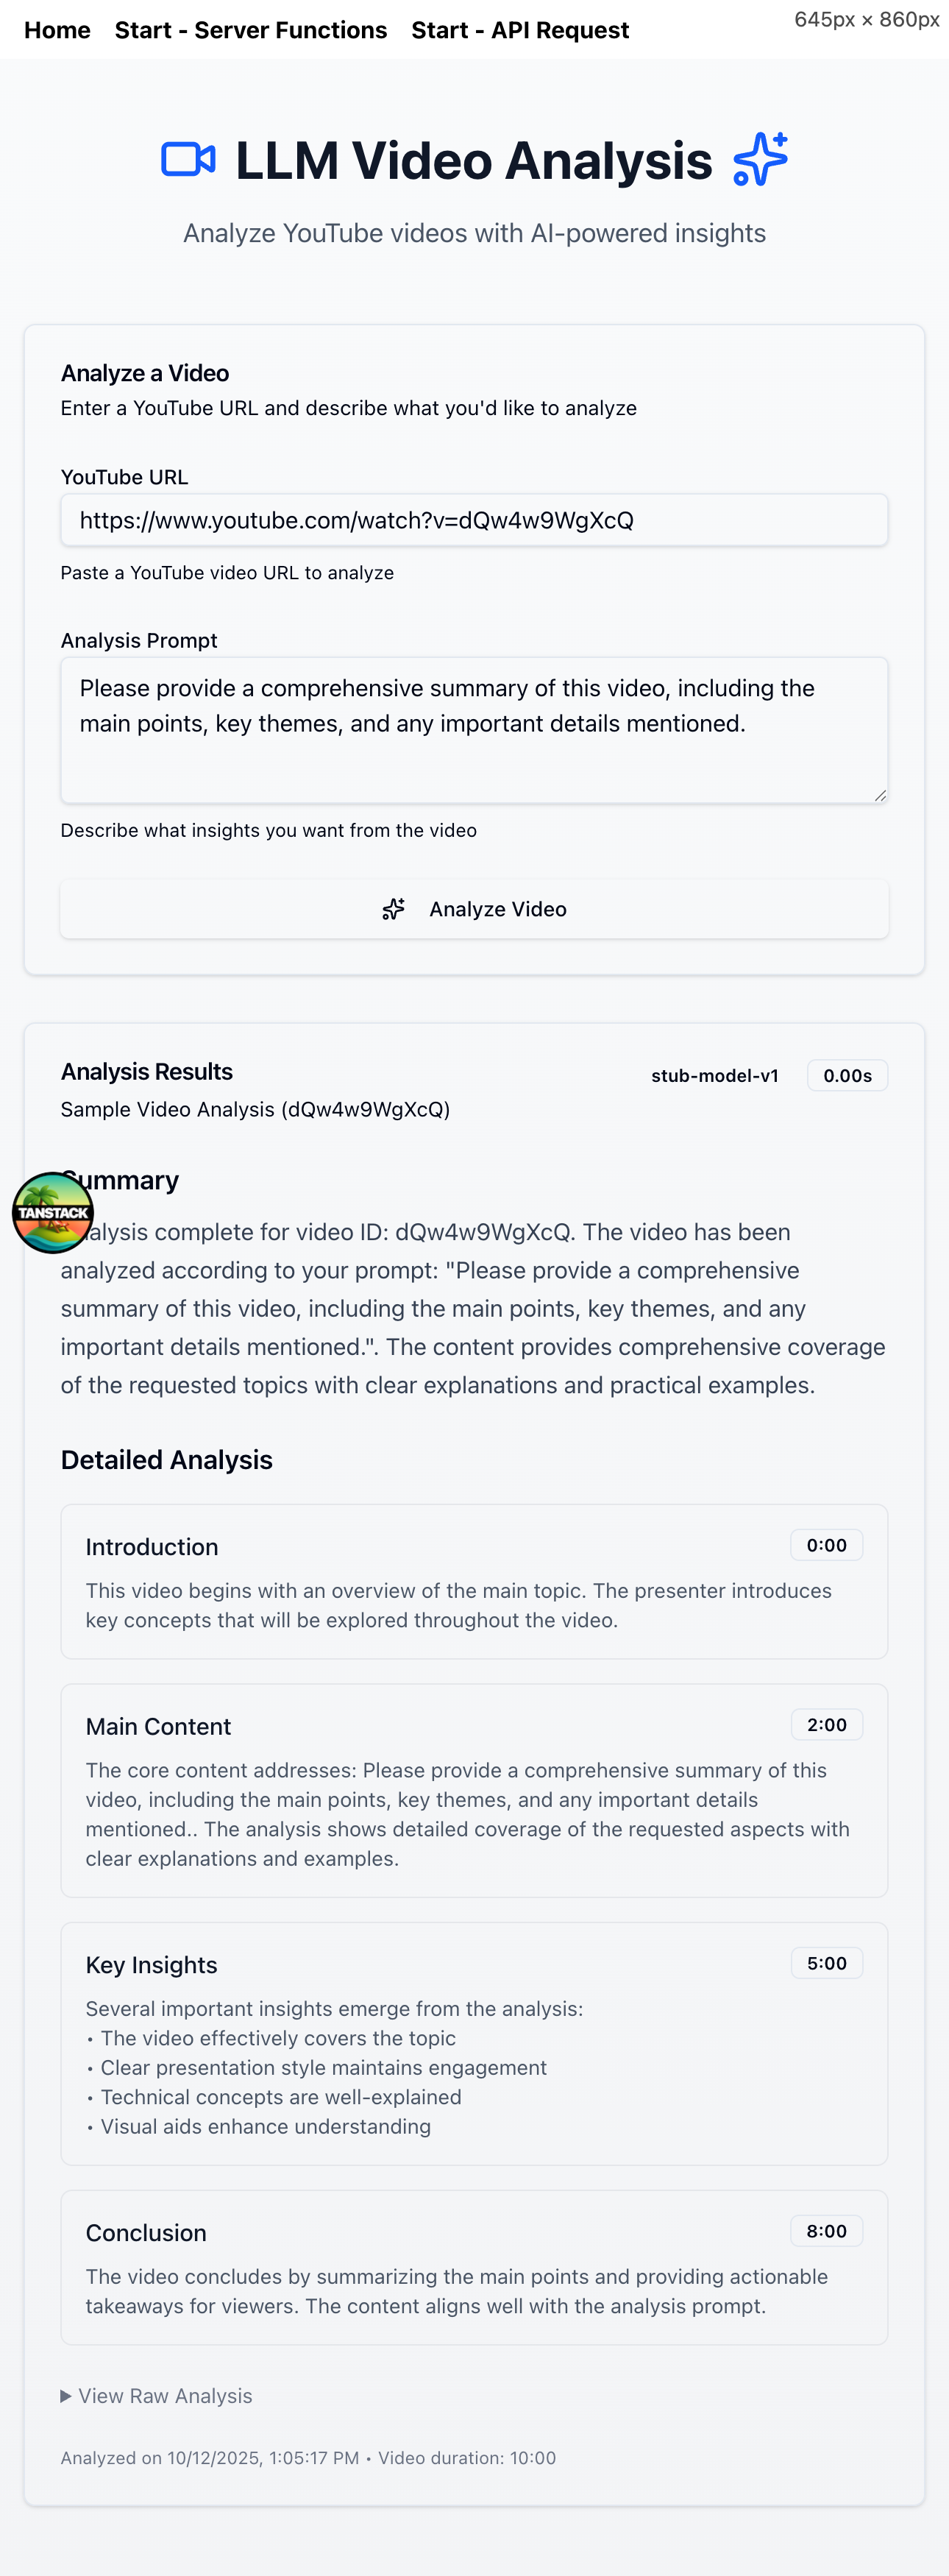 Home Start - Server Functions Start - API Request
645px × 860px
LLM Video Analysis
Analyze YouTube videos with AI-powered insights
Analyze a Video
Enter a YouTube URL and describe what you'd like to analyze
YouTube URL
https://www.youtube.com/watch?v=dQw4w9WgXcQ
Paste a YouTube video URL to analyze
Analysis Prompt
Please provide a comprehensive summary of this video, including the
main points, key themes, and any important details mentioned.
Describe what insights you want from the video
Analyze Video
Analysis Results
stub-model-v1
0.00s
Sample Video Analysis (dQw4w9WgXcQ)
Summary
TANSTACK
alysis complete for video ID: dQw4w9WgXcQ. The video has been
analyzed according to your prompt: "Please provide a comprehensive
summary of this video, including the main points, key themes, and any
important details mentioned.". The content provides comprehensive coverage
of the requested topics with clear explanations and practical examples.
Detailed Analysis
Introduction
0:00
This video begins with an overview of the main topic. The presenter introduces
key concepts that will be explored throughout the video.
Main Content
2:00
The core content addresses: Please provide a comprehensive summary of this
video, including the main points, key themes, and any important details
mentioned.. The analysis shows detailed coverage of the requested aspects with
clear explanations and examples.
Key Insights
5:00
Several important insights emerge from the analysis:
• The video effectively covers the topic
• Clear presentation style maintains engagement
• Technical concepts are well-explained
• Visual aids enhance understanding
Conclusion
8:00
The video concludes by summarizing the main points and providing actionable
takeaways for viewers. The content aligns well with the analysis prompt.
▶ View Raw Analysis
Analyzed on 10/12/2025, 1:05:17 PM • Video duration: 10:00